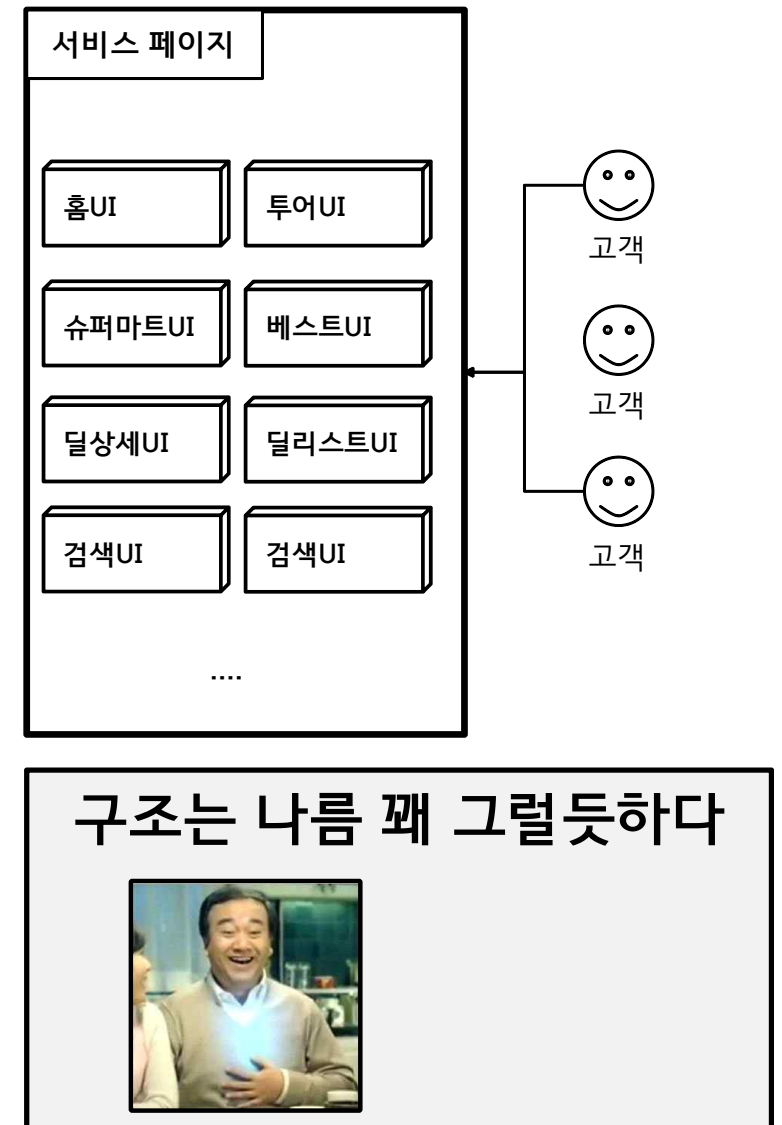 서비스 페이지
홈UI
투어UI
슈퍼마트UI
베스트UI
딜상세UI
딜리스트UI
검색UI
검색UI
....
고객
고객
고객
구조는 나름 꽤 그럴듯하다